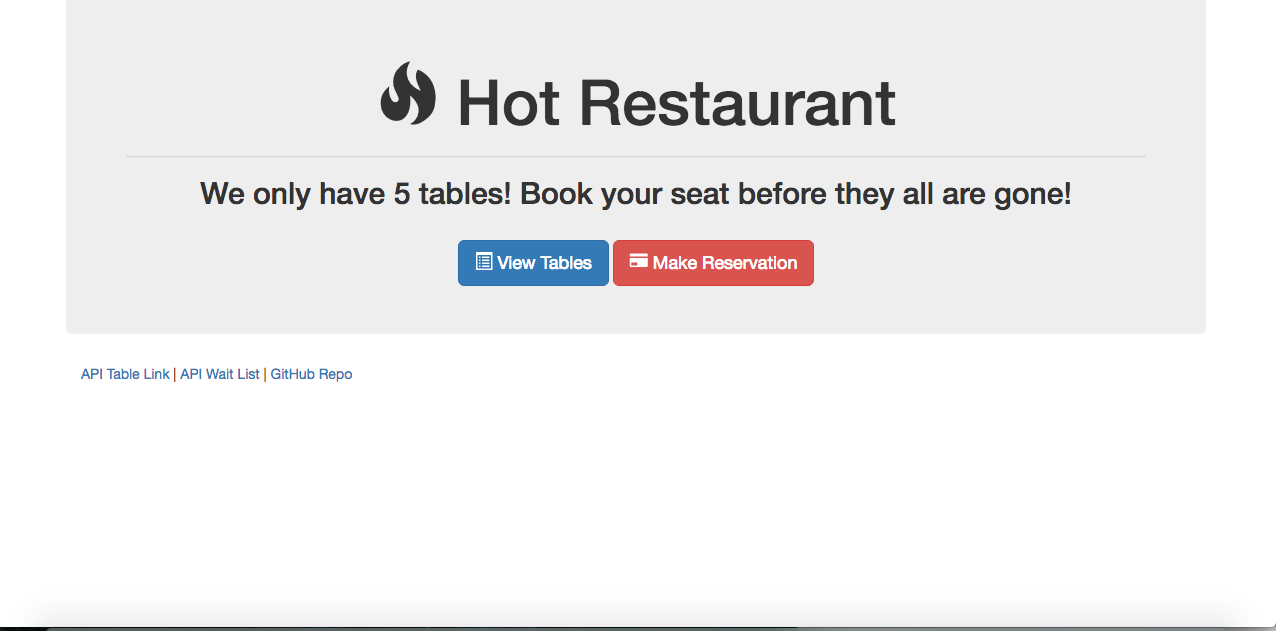 Hot Restaurant
We only have 5 tables! Book your seat before they all are gone!
View Tables Make Reservation
API Table Link | API Wait List | GitHub Repo